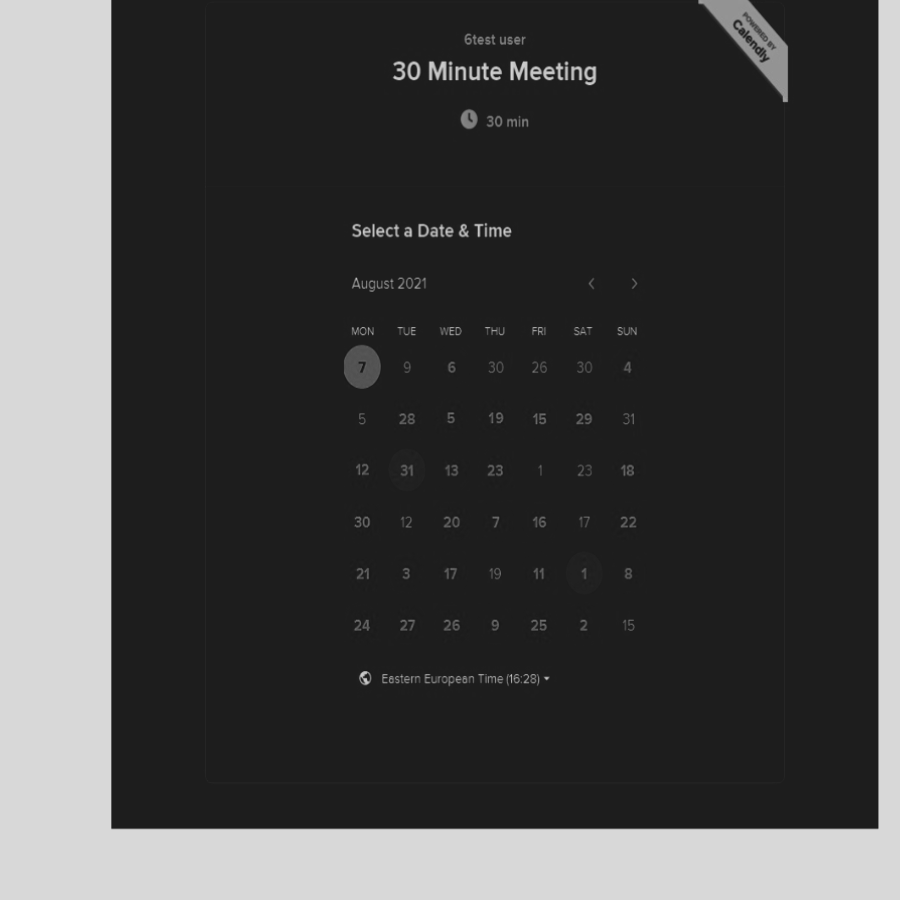 POWERED BY
Calendly
6test user
30 Minute Meeting
30 min
Select a Date & Time
August 2021
MON TUE WED THU FRI SAT SUN
7 9 6 30 26 30 4
5 28 5 19 15 29 31
12 31 13 23 1 23 18
30 12 20 7 16 17 22
21 3 17 19 11 1 8
24 27 26 9 25 2 15
Eastern European Time (16:28)